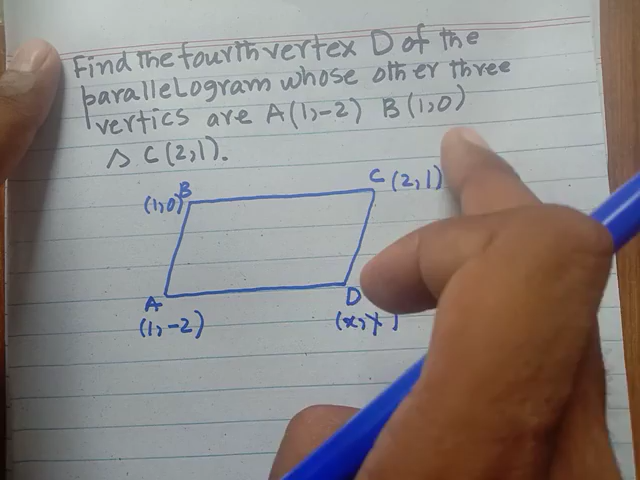 Find the fourth vertex D of the
parallelogram whose other three
vertics are A(1,-2) B(1,0)
& C(2,1).
B
C (2,1)
(1,0)
A
D
(1,-2)
(x,y)